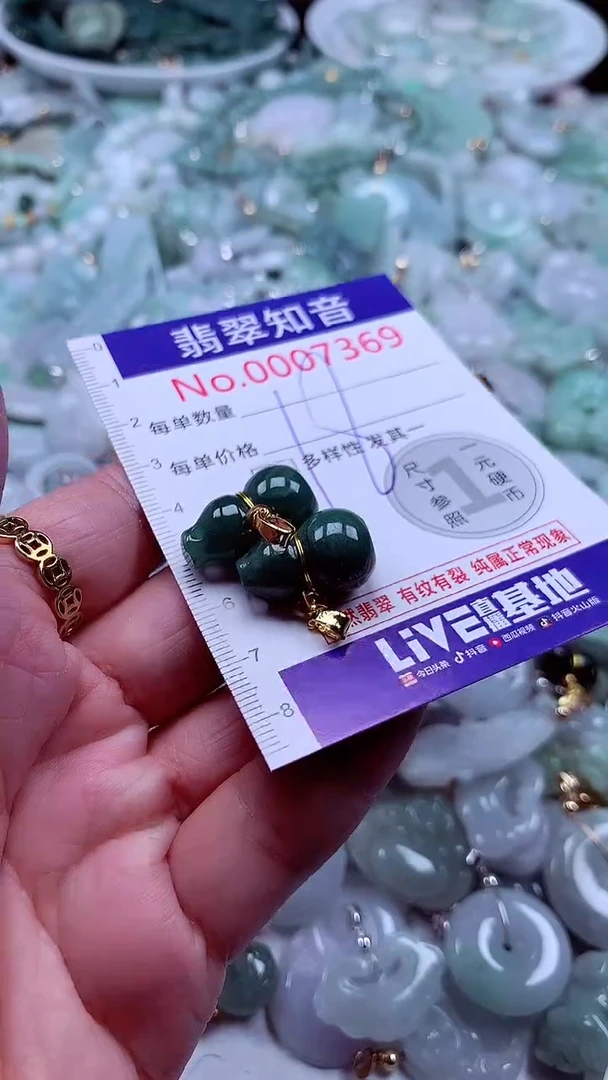 翡翠知音
No.0007369
每单数量
每单价格
多样性 发其一
尺寸参照
1
一元硬币
然翡翠 有纹有裂 纯属正常现象
LiVE直播基地
今日头条 抖音 西瓜视频 抖音火山版
0
1
2
3
4
6
7
8